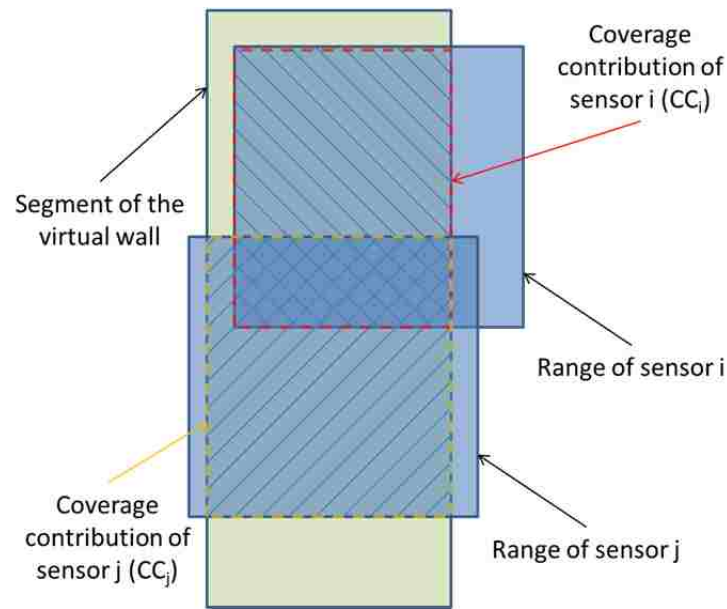 Coverage
contribution of
sensor i (CCi)
Segment of the
virtual wall
Range of sensor i
Coverage
contribution of
sensor j (CCj)
Range of sensor j